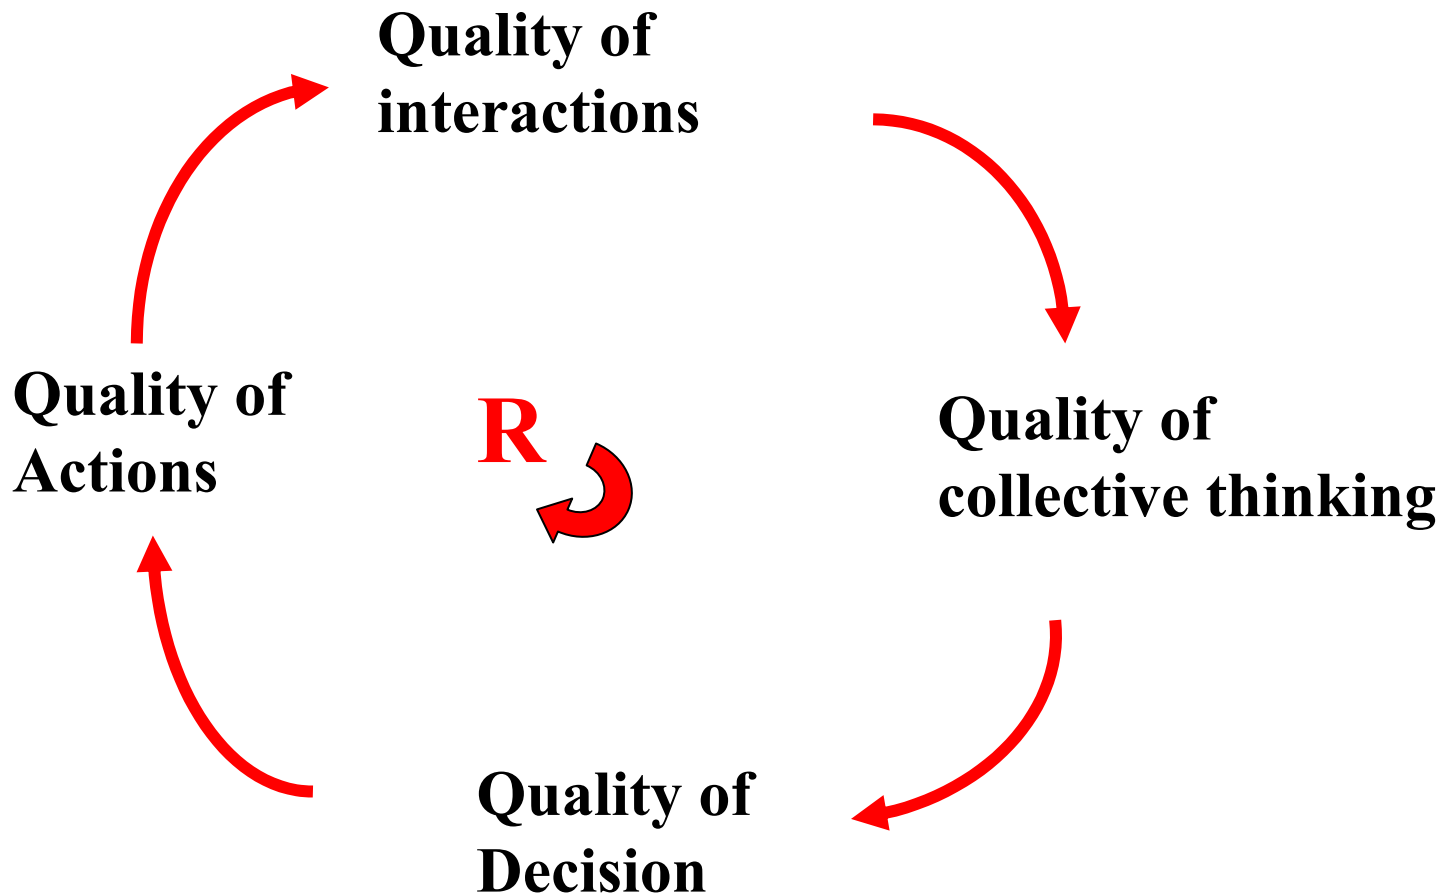 Quality of
interactions
Quality of
Actions
R
Quality of
collective thinking
Quality of
Decision